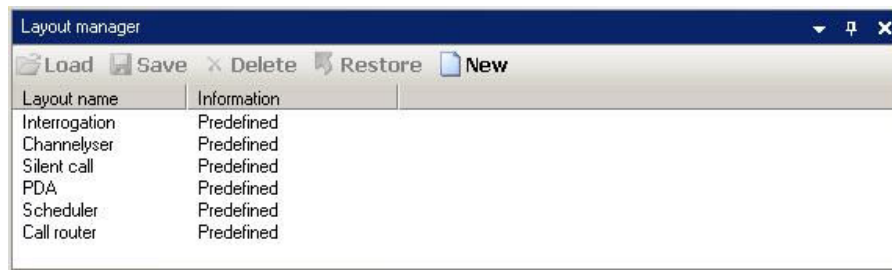 Layout manager
Load Save Delete Restore New
Layout name Information
Interrogation Predefined
Channelyser Predefined
Silent call Predefined
PDA Predefined
Scheduler Predefined
Call router Predefined